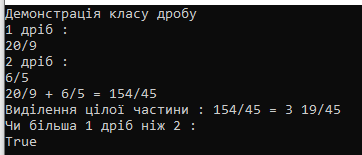 Демонстрація класу дробу
1 дріб :
20/9
2 дріб :
6/5
20/9 + 6/5 = 154/45
Виділення цілої частини : 154/45 = 3 19/45
Чи більша 1 дріб ніж 2 :
True